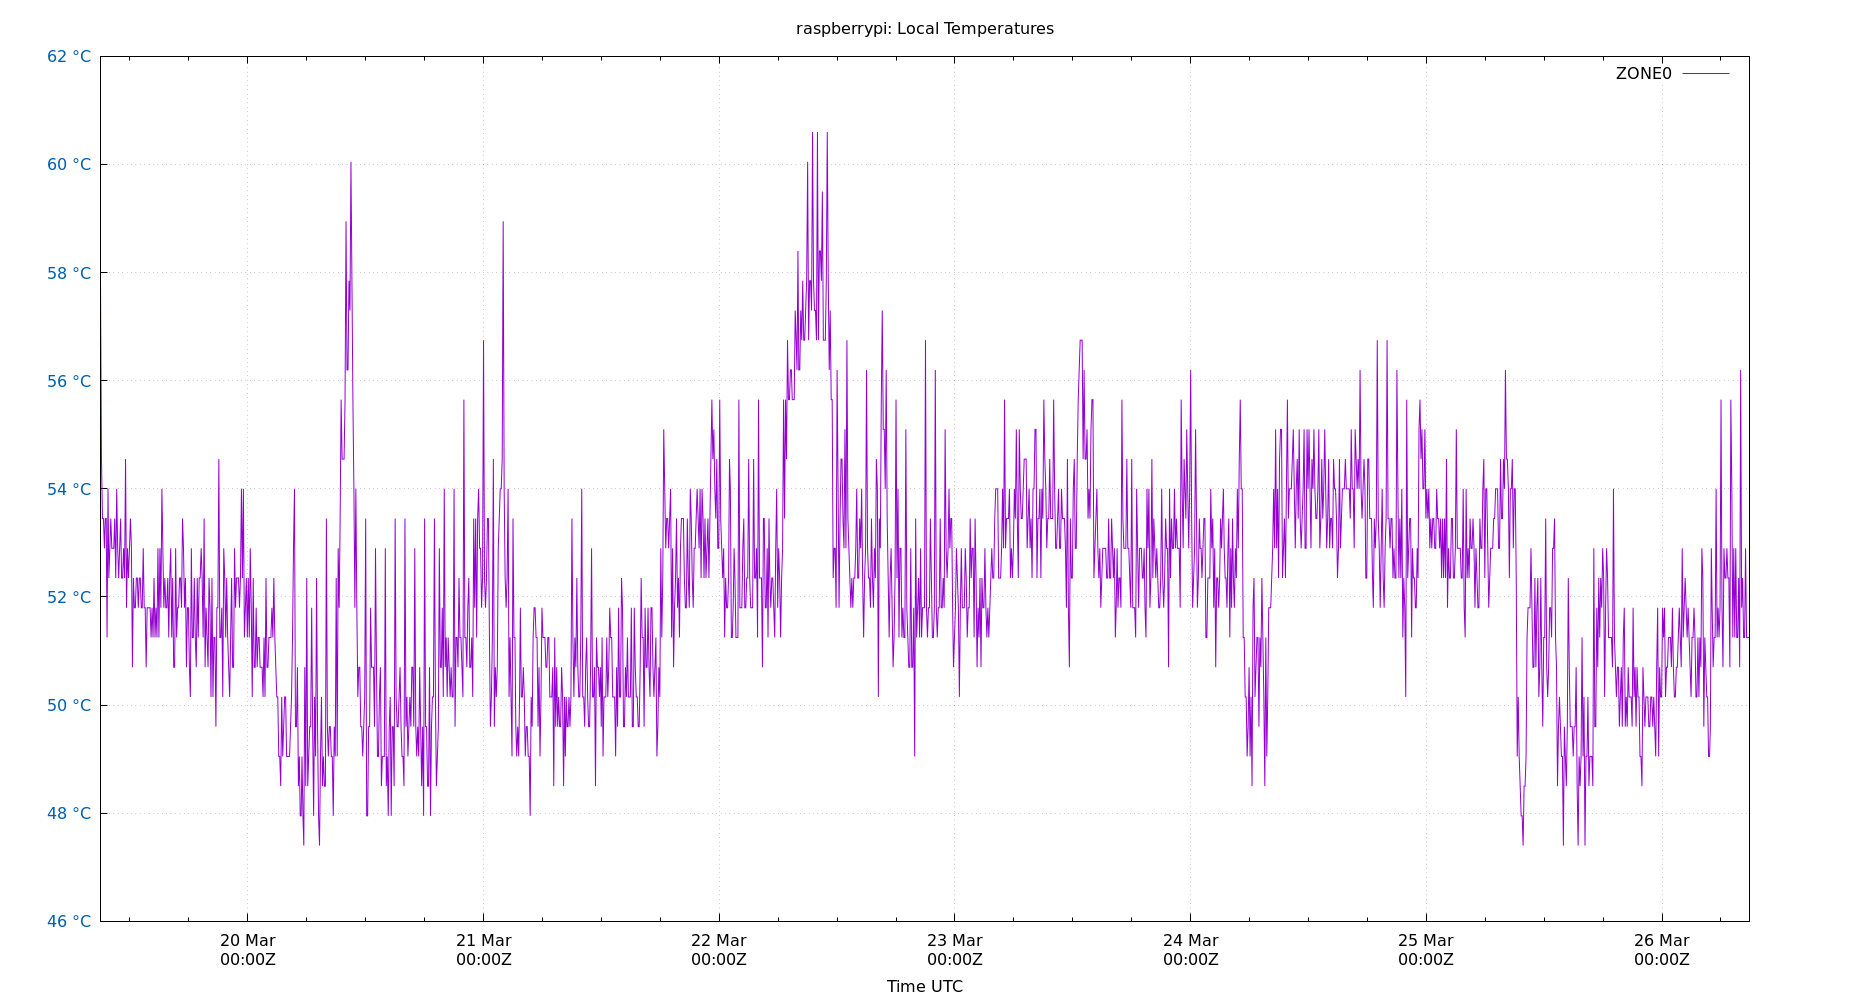 raspberrypi: Local Temperatures
ZONE0
62 °C
60 °C
58 °C
56 °C
54 °C
52 °C
50 °C
48 °C
46 °C
20 Mar 21 Mar 22 Mar 23 Mar 24 Mar 25 Mar 26 Mar
00:00Z 00:00Z 00:00Z 00:00Z 00:00Z 00:00Z 00:00Z
Time UTC